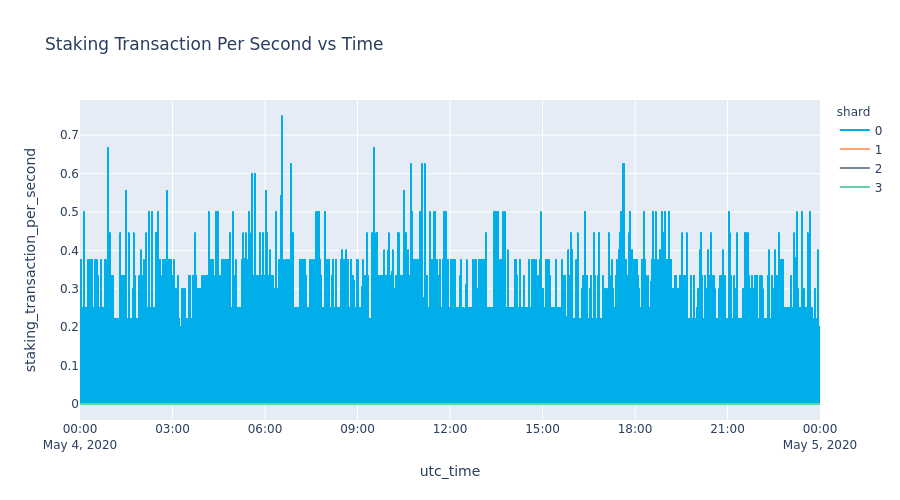 Staking Transaction Per Second vs Time
shard
0
1
2
3
staking_transaction_per_second
0.7
0.6
0.5
0.4
0.3
0.2
0.1
0
00:00 03:00 06:00 09:00 12:00 15:00 18:00 21:00 00:00
May 4, 2020 May 5, 2020
utc_time